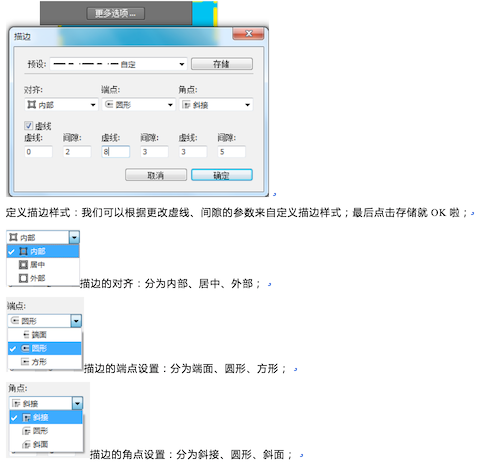 更多选项...
描边
预设: 自定 存储
对齐: 端点: 角点:
内部 圆形 斜接
虚线
虚线: 间隙: 虚线: 间隙: 虚线: 间隙:
0 2 8 3 3 5
取消 确定
定义描边样式：我们可以根据更改虚线、间隙的参数来自定义描边样式；最后点击存储就 OK 啦；
内部
内部
居中
外部
描边的对齐：分为内部、居中、外部；
端点:
圆形
端面
圆形
方形
描边的端点设置：分为端面、圆形、方形；
角点:
斜接
斜接
圆形
斜面
描边的角点设置：分为斜接、圆形、斜面；